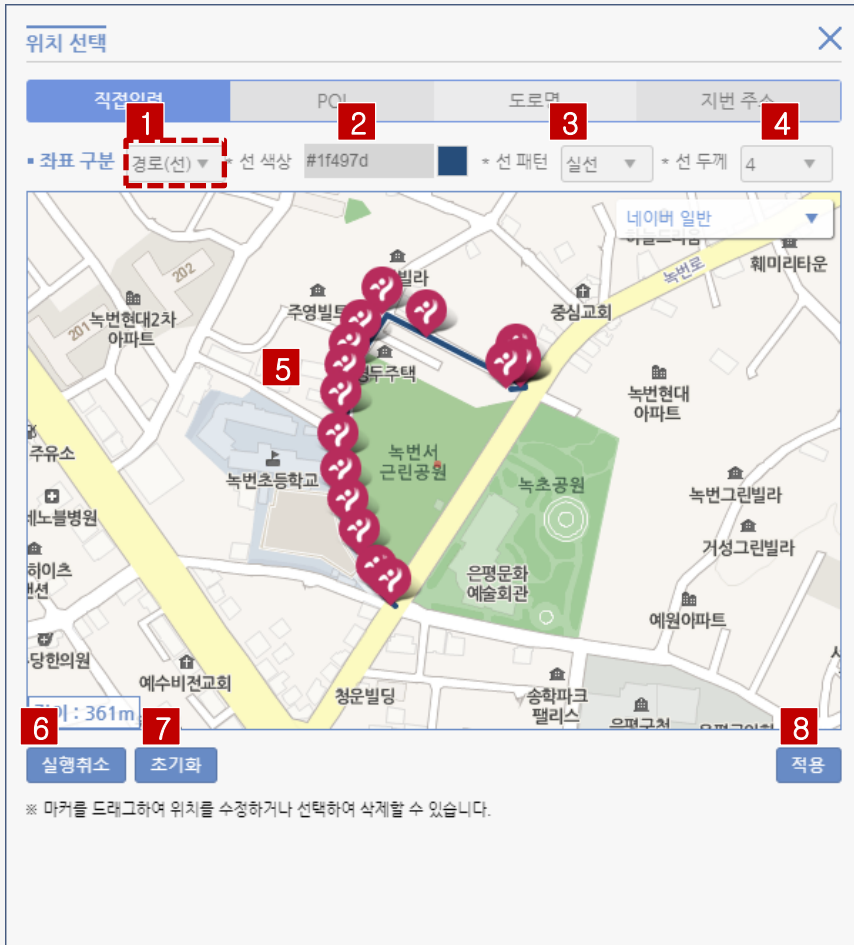 위치 선택
직접입력 POI 도로명 지번 주소
1 2 3 4
▪ 좌표 구분 경로(선) ▼ * 선 색상 #1f497d * 선 패턴 실선 ▼ * 선 두께 4 ▼
네이버 일반 ▼
녹번로
훼미리타운
202
빌라
주영빌
중심교회
201
녹번현대2차
아파트
5
두주택
녹번현대
아파트
주유소
녹번서
근린공원
녹번초등학교
녹초공원
녹번그린빌라
세노블병원
거성그린빌라
히이츠
맨션
은평문화
예술회관
예원아파트
당한의원
예수비전교회
청운빌딩
송학파크
팰리스
은평구청
길이 : 361m
6 7 8
실행취소 초기화 적용
※ 마커를 드래그하여 위치를 수정하거나 선택하여 삭제할 수 있습니다.